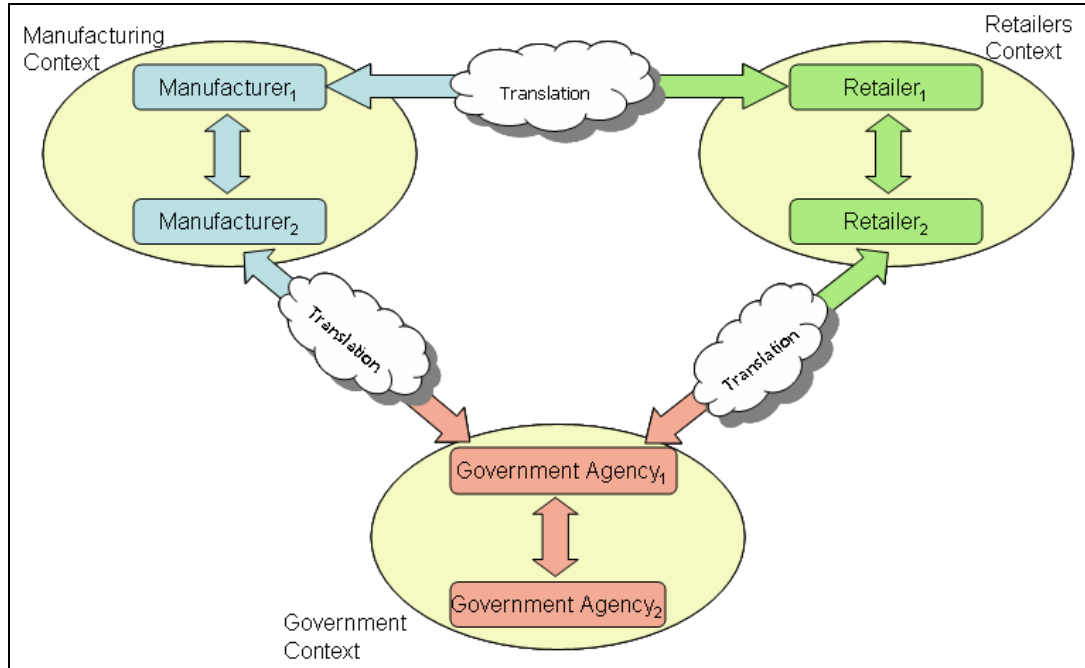 Manufacturing
Context
Retailers
Context
Manufacturer₁
Translation
Retailer₁
Manufacturer₂
Retailer₂
Translation
Translation
Government Agency₁
Government Agency₂
Government
Context